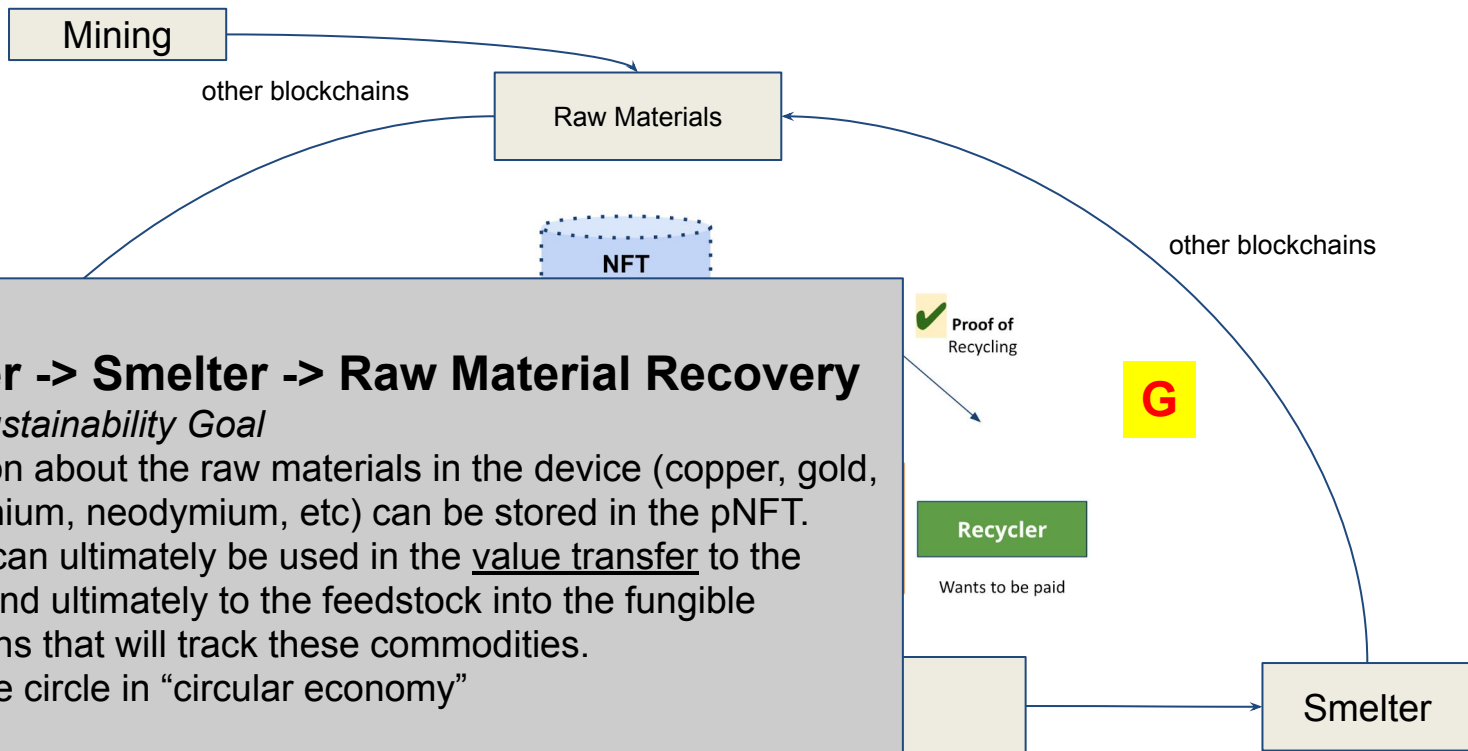 Mining
other blockchains
Raw Materials
other blockchains
NFT
✔ Proof of
Recycling
G
er -> Smelter -> Raw Material Recovery
stainability Goal
on about the raw materials in the device (copper, gold,
nium, neodymium, etc) can be stored in the pNFT.
can ultimately be used in the value transfer to the
nd ultimately to the feedstock into the fungible
ns that will track these commodities.
e circle in “circular economy”
Recycler
Wants to be paid
Smelter